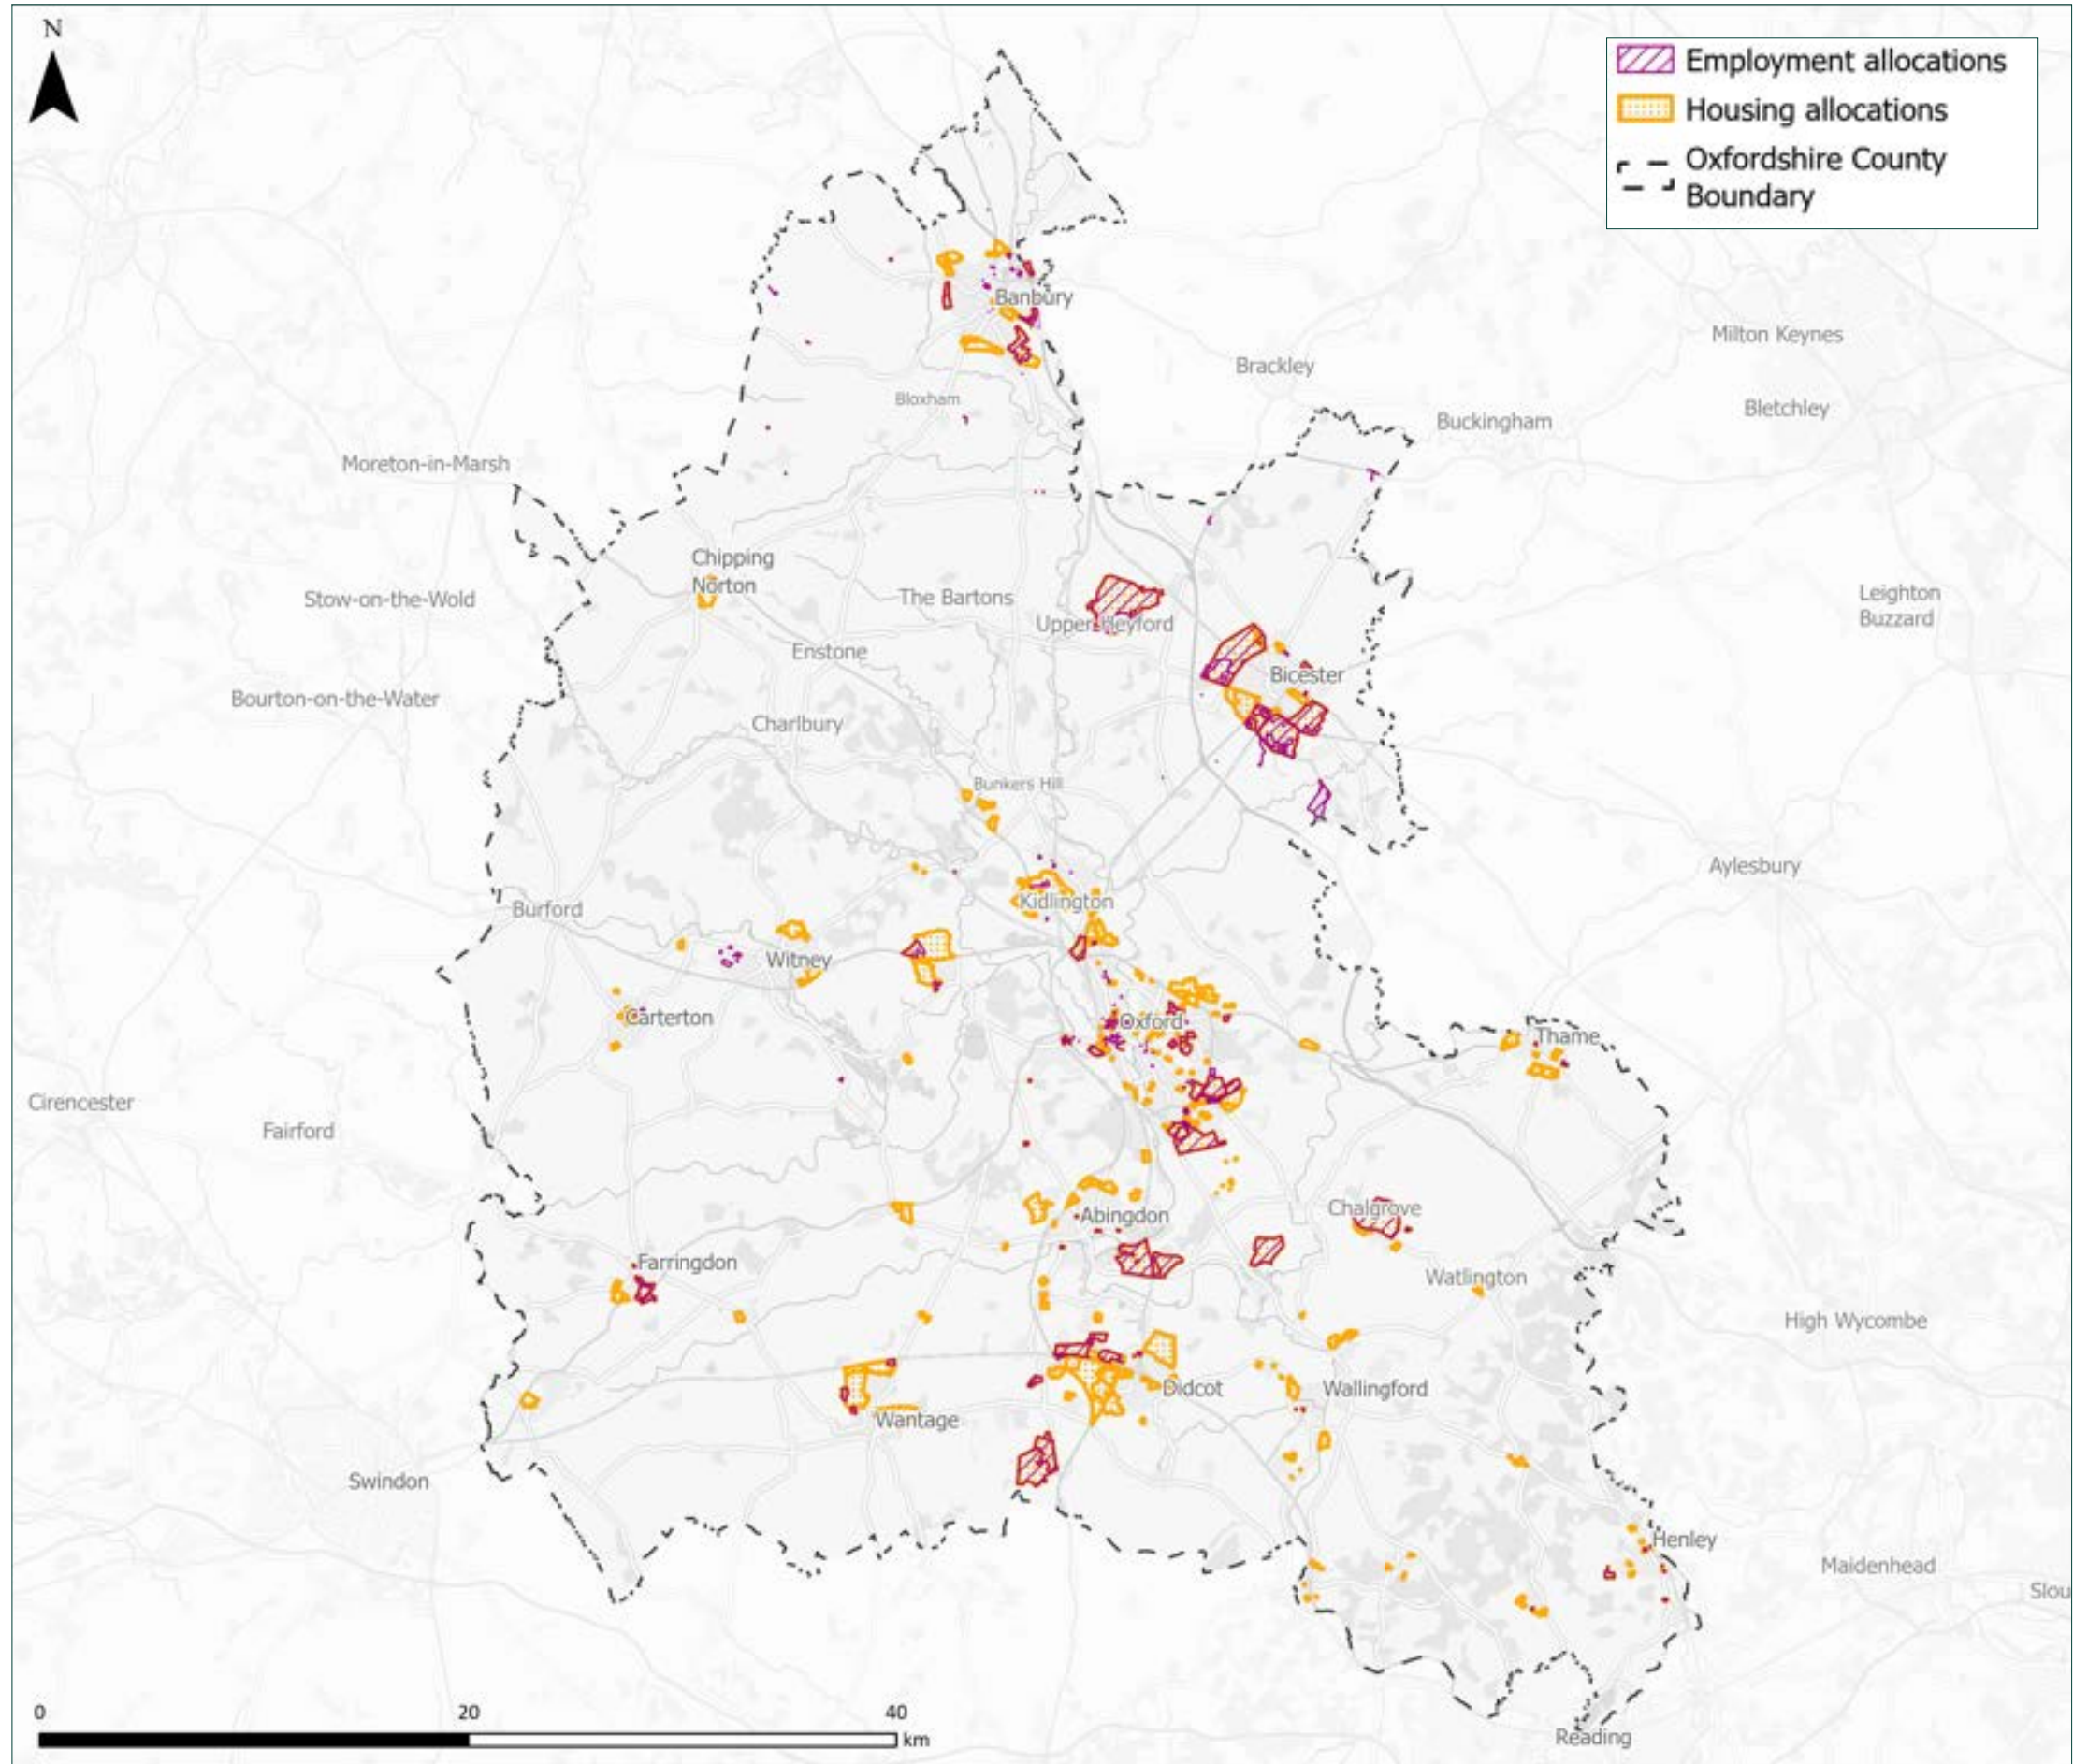 N
Employment allocations
Housing allocations
Oxfordshire County
Boundary
Banbury
Milton Keynes
Brackley
Bloxham
Bletchley
Buckingham
Moreton-in-Marsh
Chipping
Norton
Stow-on-the-Wold
The Bartons
Leighton
Buzzard
Upper Heyford
Enstone
Bicester
Bourton-on-the-Water
Charlbury
Bunkers Hill
Aylesbury
Kidlington
Burford
Witney
Carterton
Oxford
Thame
Cirencester
Fairford
Chalgrove
Abingdon
Farringdon
Watlington
High Wycombe
Didcot
Wallingford
Wantage
Swindon
Henley
Maidenhead
Slou
Reading
0 20 40
km